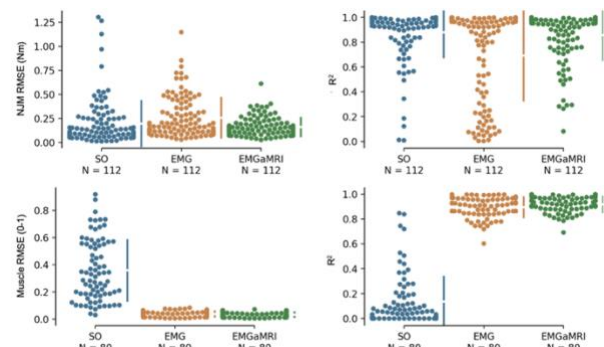 NJM RMSE (Nm)
1.25
1.00
0.75
0.50
0.25
0.00
SO
EMG
EMGaMRI
N = 112
N = 112
N = 112
R²
1.0
0.8
0.6
0.4
0.2
0.0
SO
EMG
EMGaMRI
N = 112
N = 112
N = 112
Muscle RMSE (0-1)
0.8
0.6
0.4
0.2
0.0
SO
EMG
EMGaMRI
R²
1.0
0.8
0.6
0.4
0.2
0.0
SO
EMG
EMGaMRI